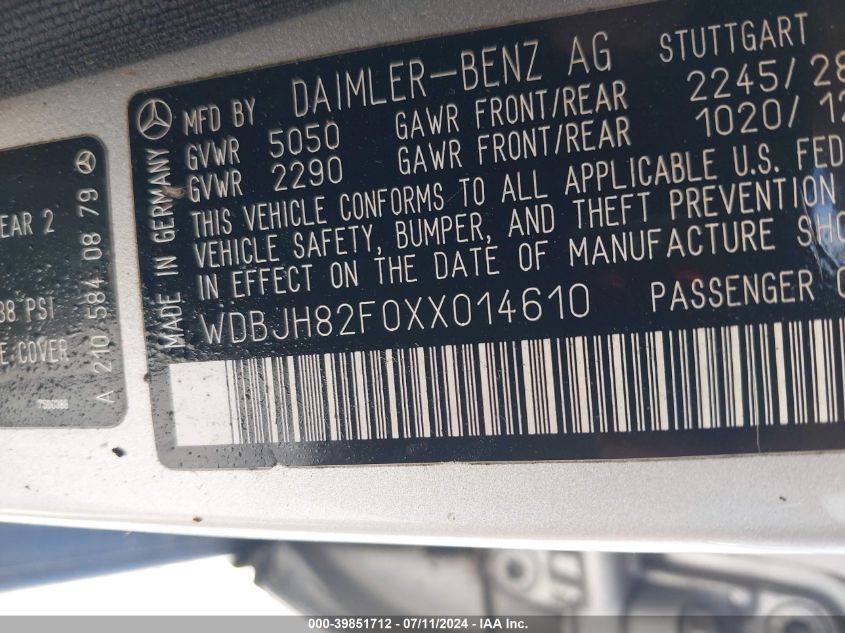 MFD BY DAIMLER-BENZ AG STUTTGART
GVWR 5050 GAWR FRONT/REAR 2245/28
GVWR 2290 GAWR FRONT/REAR 1020/12
THIS VEHICLE CONFORMS TO ALL APPLICABLE U.S. FED
VEHICLE SAFETY, BUMPER, AND THEFT PREVENTION
IN EFFECT ON THE DATE OF MANUFACTURE SHO
WDBJH82F0XX014610 PASSENGER C
MADE IN GERMANY
EAR 2
38 PSI
E COVER
A 210 584 08 79
000-39851712 - 07/11/2024 - IAA Inc.